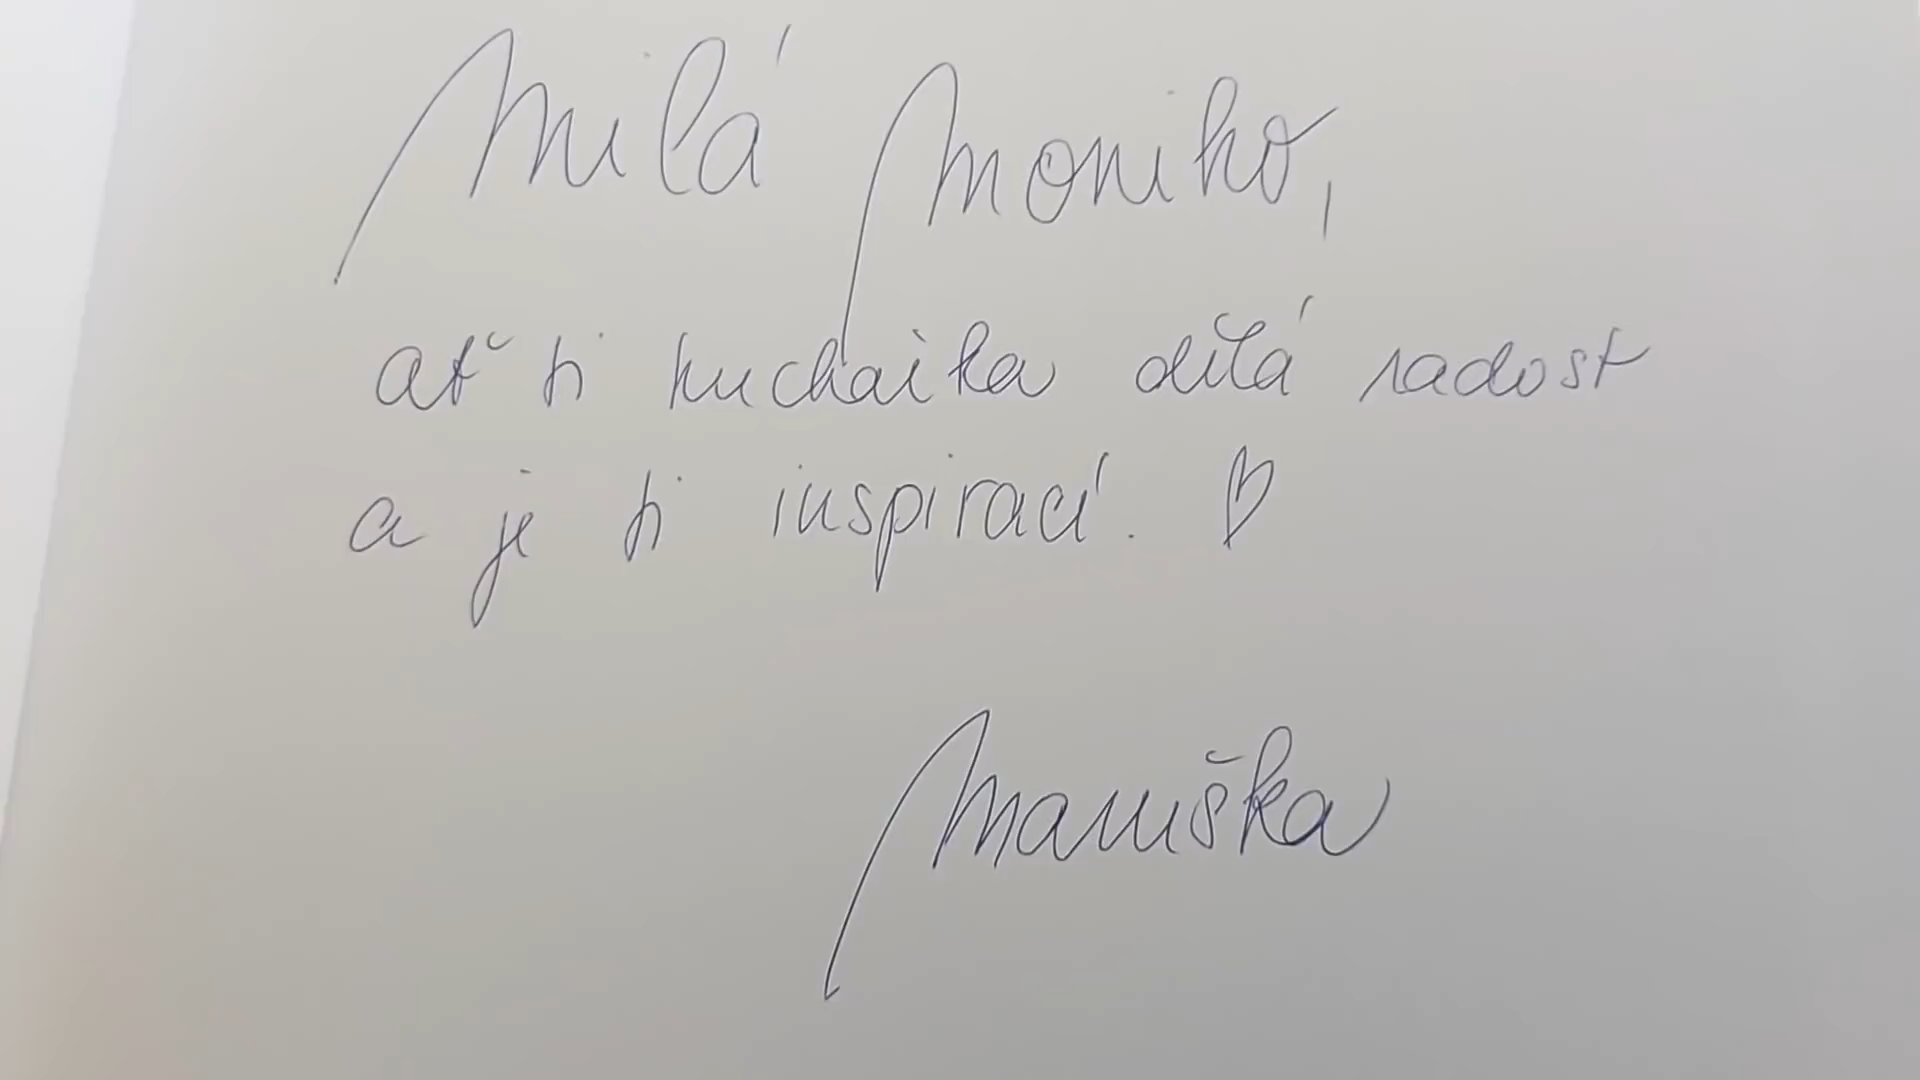 Milá Moniko,
ať ti kuchařka dělá radost
a je ti inspirací. ♡
Maruška